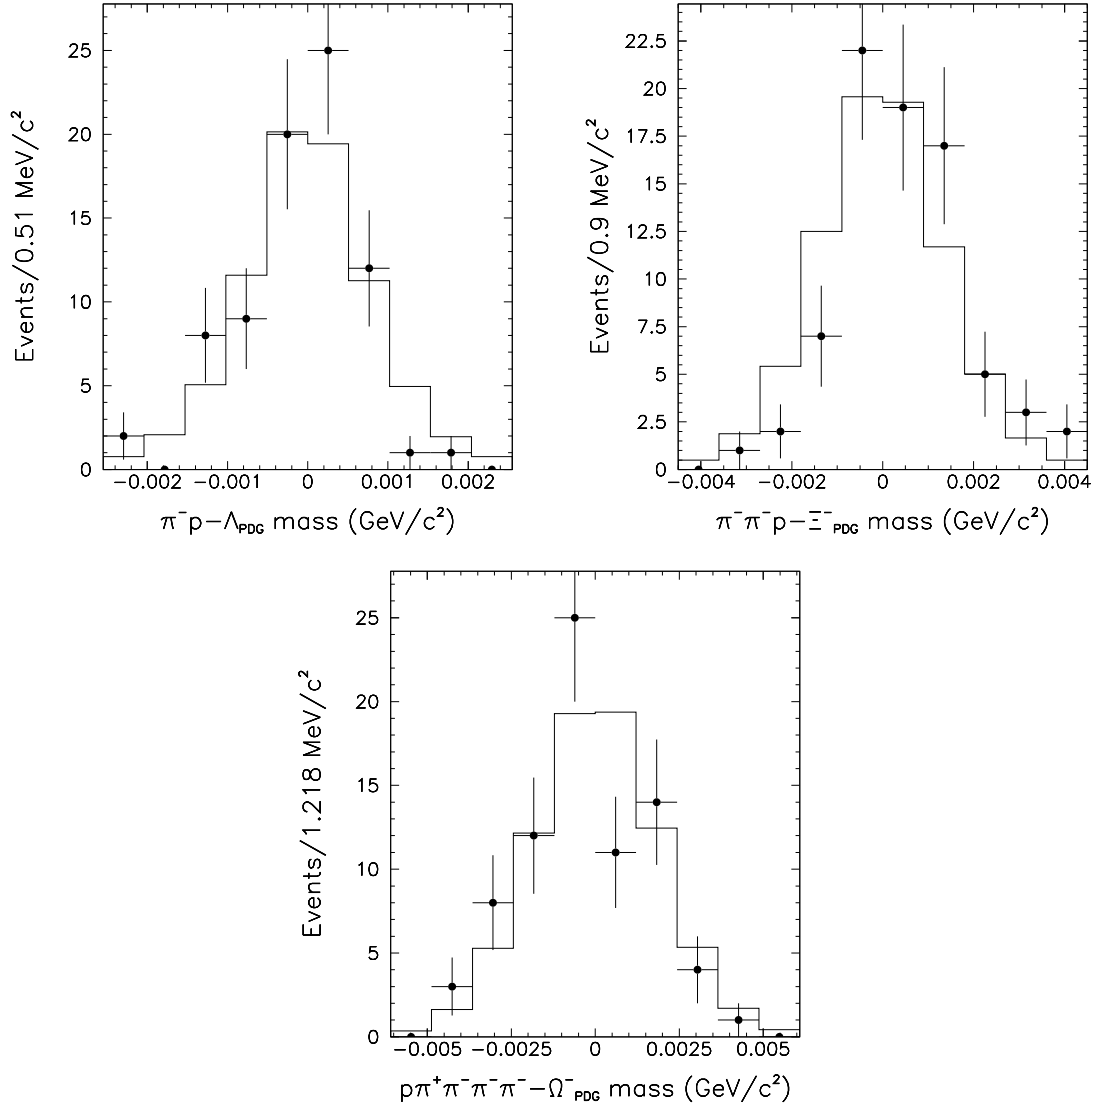 Events/0.51 MeV/c²
25
20
15
10
5
0
-0.002 -0.001 0 0.001 0.002
π⁻p-Λ_PDG mass (GeV/c²)
Events/0.9 MeV/c²
22.5
20
17.5
15
12.5
10
7.5
5
2.5
0
-0.004 -0.002 0 0.002 0.004
π⁻π⁻p-Ξ⁻_PDG mass (GeV/c²)
Events/1.218 MeV/c²
25
20
15
10
5
0
-0.005 -0.0025 0 0.0025 0.005
pπ⁺π⁻π⁻π⁻-Ω⁻_PDG mass (GeV/c²)